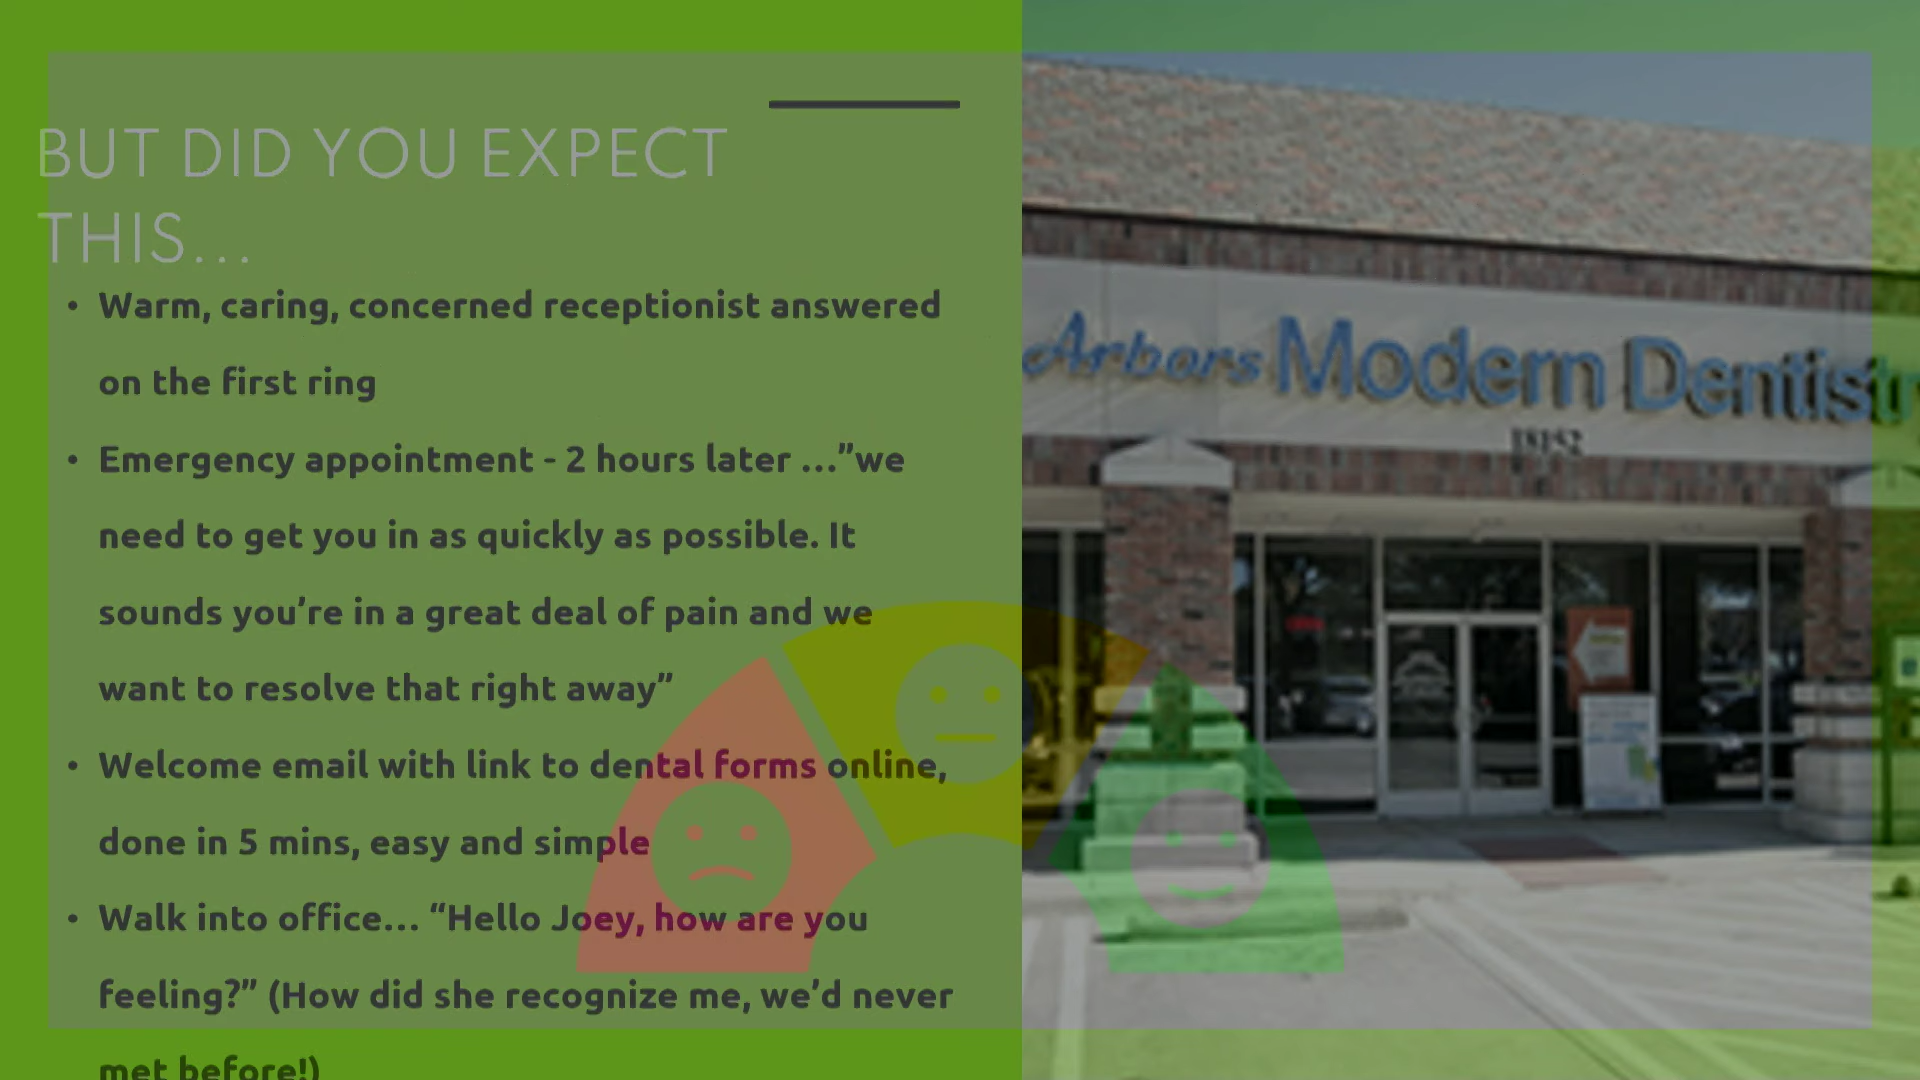 BUT DID YOU EXPECT
THIS...
• Warm, caring, concerned receptionist answered
on the first ring
• Emergency appointment - 2 hours later ...”we
need to get you in as quickly as possible. It
sounds you’re in a great deal of pain and we
want to resolve that right away”
• Welcome email with link to dental forms online,
done in 5 mins, easy and simple
• Walk into office... “Hello Joey, how are you
feeling?” (How did she recognize me, we’d never
met before!)
Arbors Modern Dentistry
18152